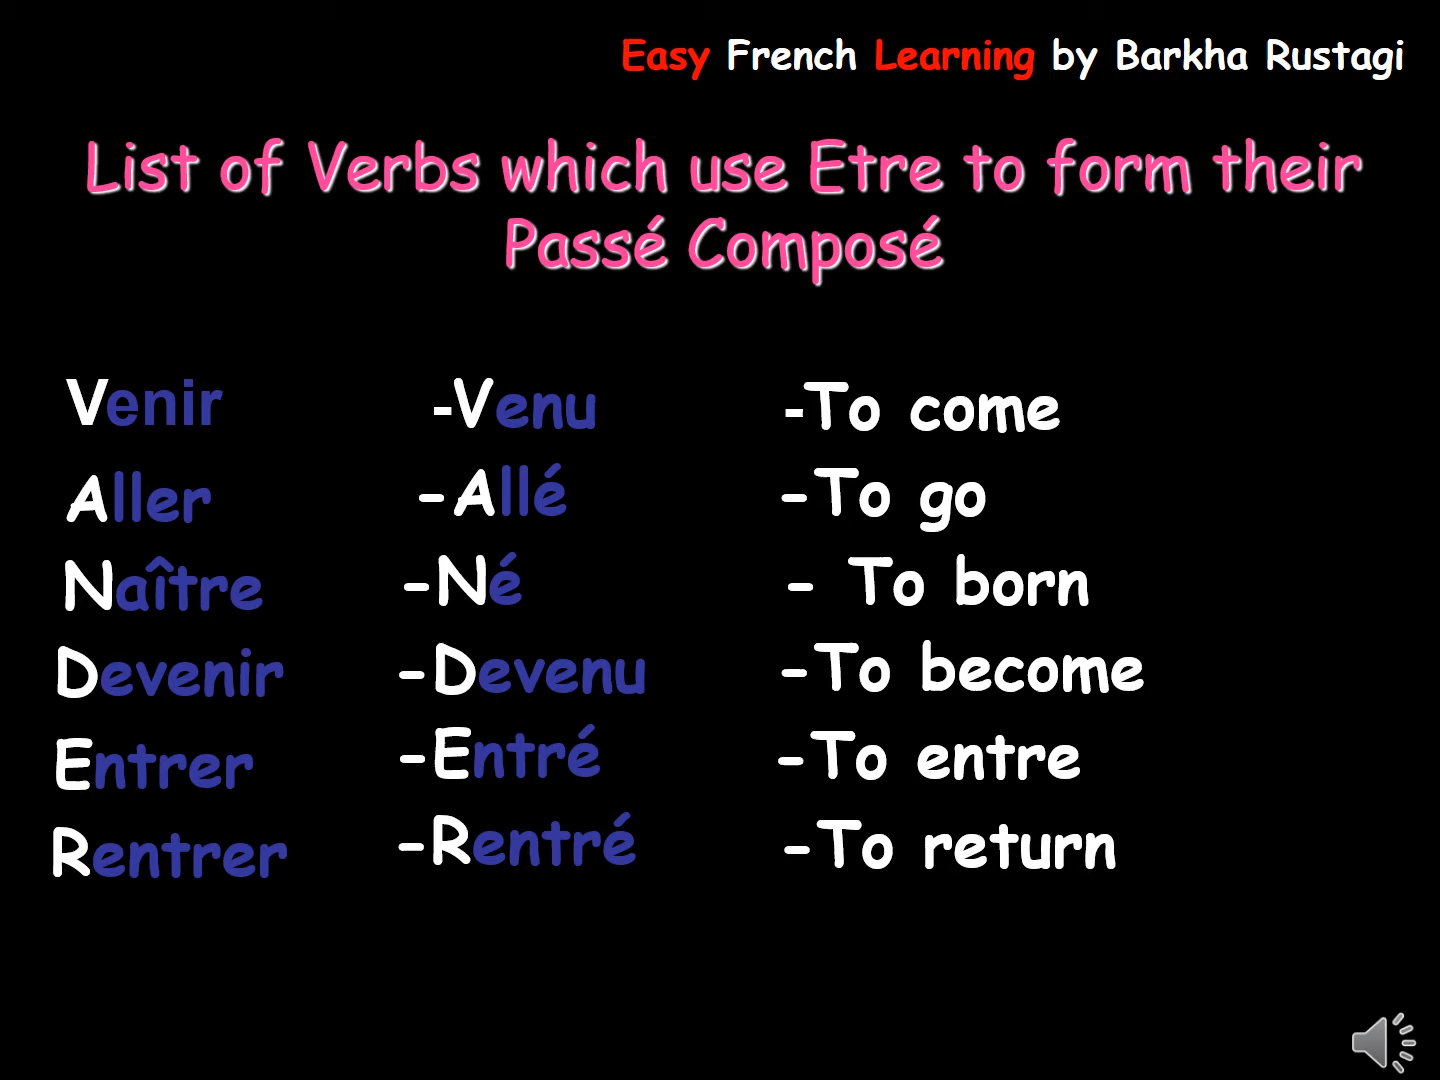 Easy French Learning by Barkha Rustagi
List of Verbs which use Etre to form their
Passé Composé
Venir -Venu -To come
Aller -Allé -To go
Naître -Né - To born
Devenir -Devenu -To become
Entrer -Entré -To entre
Rentrer -Rentré -To return